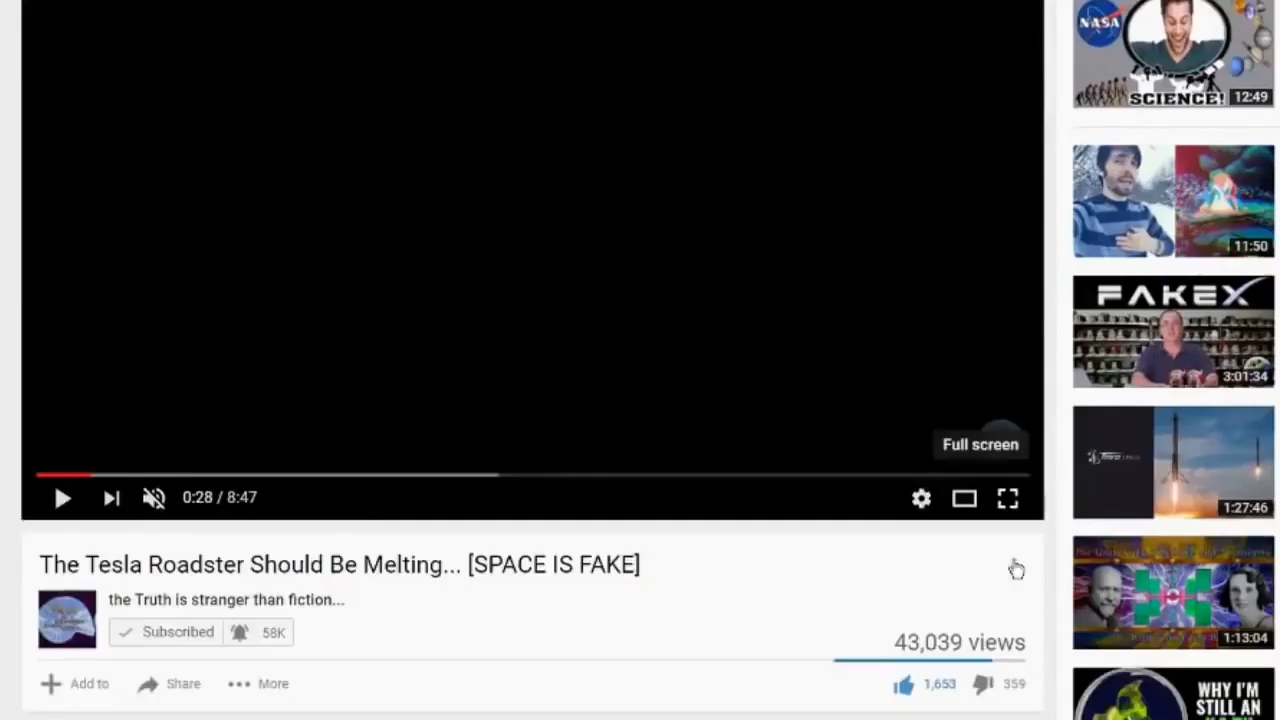 NASA
SCIENCE!
12:49
11:50
FAKEX
3:01:34
1:27:46
1:13:04
WHY I'M
STILL AN
Full screen
0:28 / 8:47
The Tesla Roadster Should Be Melting... [SPACE IS FAKE]
the Truth is stranger than fiction...
Subscribed 58K
43,039 views
Add to Share More
1,653 359